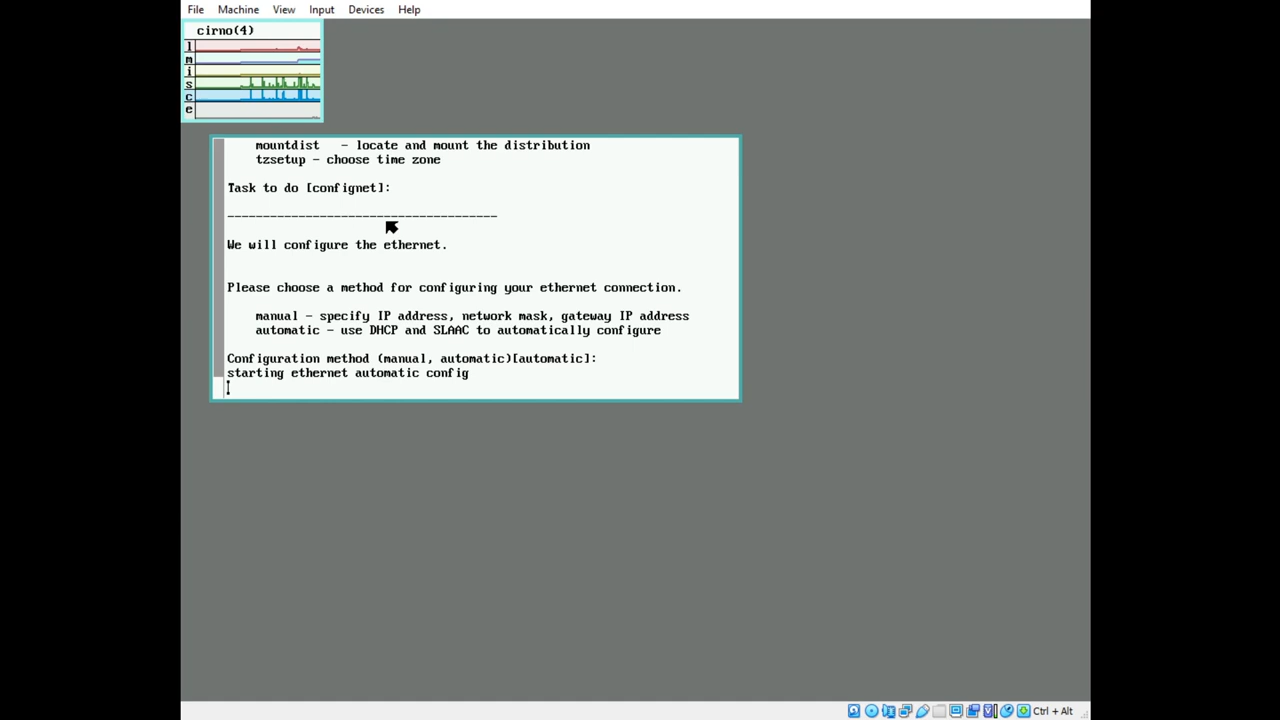 File Machine View Input Devices Help
cirno(4)
l
m
i
s
c
e
mountdist   - locate and mount the distribution
tzsetup - choose time zone
Task to do [confignet]:
--------------------------------------
We will configure the ethernet.
Please choose a method for configuring your ethernet connection.
manual - specify IP address, network mask, gateway IP address
automatic - use DHCP and SLAAC to automatically configure
Configuration method (manual, automatic)[automatic]:
starting ethernet automatic config
Ctrl + Alt